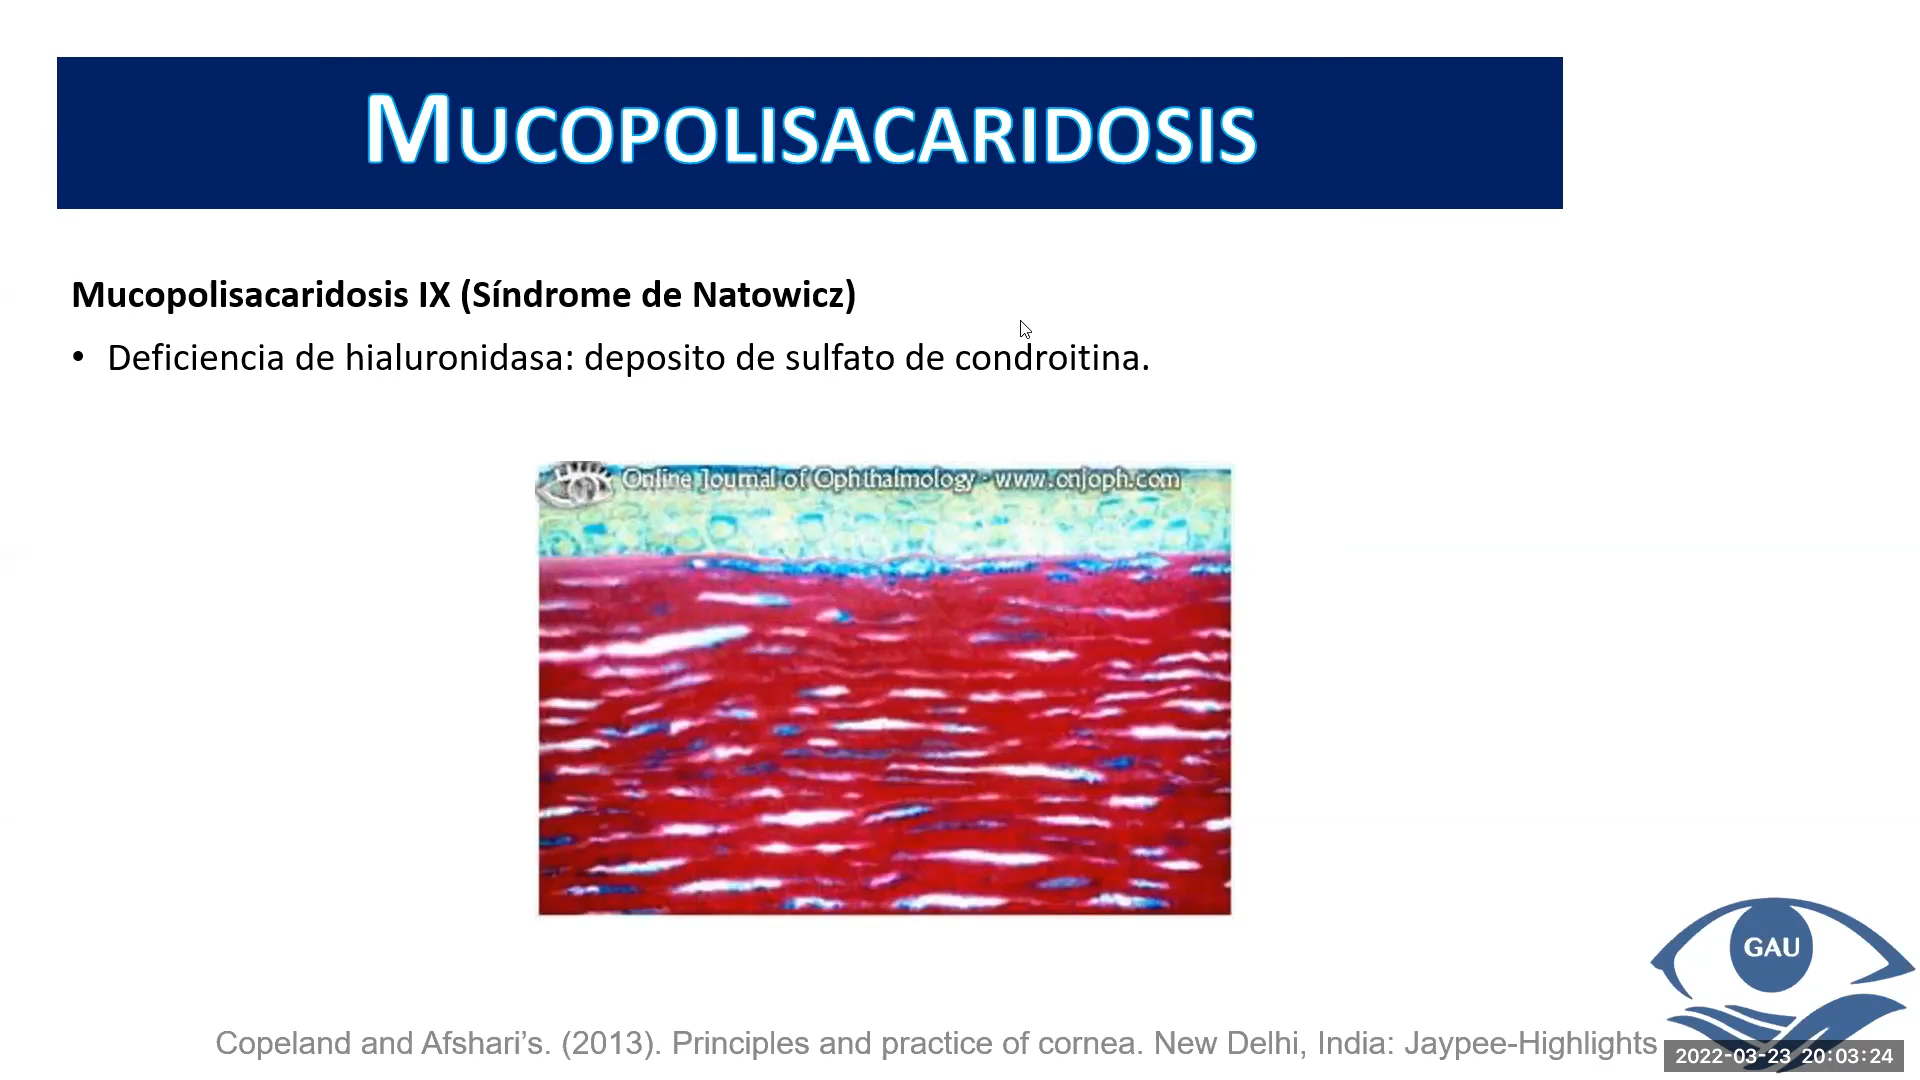 MUCOPOLISACARIDOSIS
Mucopolisacaridosis IX (Síndrome de Natowicz)
• Deficiencia de hialuronidasa: deposito de sulfato de condroitina.
Online Journal of Ophthalmology - www.onjoph.com
GAU
Copeland and Afshari’s. (2013). Principles and practice of cornea. New Delhi, India: Jaypee-Highlights
2022-03-23 20:03:24